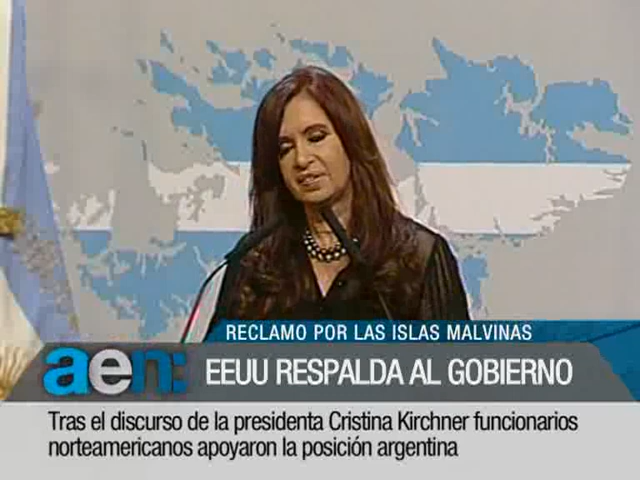 RECLAMO POR LAS ISLAS MALVINAS
aen:
EEUU RESPALDA AL GOBIERNO
Tras el discurso de la presidenta Cristina Kirchner funcionarios
norteamericanos apoyaron la posición argentina